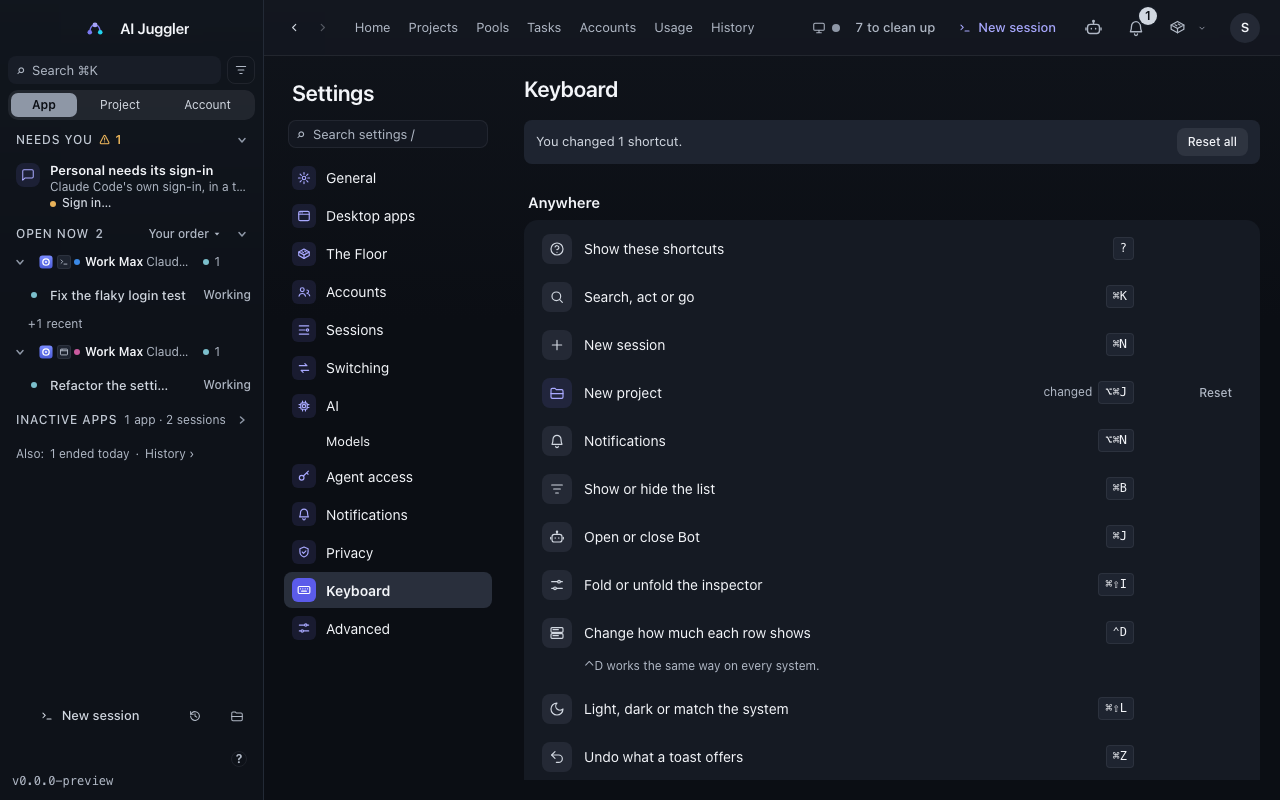 AI Juggler
Search ⌘K
App
Project
Account
NEEDS YOU
1
Personal needs its sign-in
Claude Code's own sign-in, in a t...
Sign in...
OPEN NOW 2
Your order
Work Max Claud...
1
Fix the flaky login test
Working
+1 recent
Work Max Claud...
1
Refactor the setti...
Working
INACTIVE APPS 1 app · 2 sessions
Also: 1 ended today · History ›
New session
?
v0.0.0-preview
Home
Projects
Pools
Tasks
Accounts
Usage
History
7 to clean up
New session
1
S
Settings
Search settings /
General
Desktop apps
The Floor
Accounts
Sessions
Switching
AI
Models
Agent access
Notifications
Privacy
Keyboard
Advanced
Keyboard
You changed 1 shortcut.
Reset all
Anywhere
Show these shortcuts
?
Search, act or go
⌘K
New session
⌘N
New project
changed
⌥⌘J
Reset
Notifications
⌥⌘N
Show or hide the list
⌘B
Open or close Bot
⌘J
Fold or unfold the inspector
⌘⇧I
Change how much each row shows
^D
^D works the same way on every system.
Light, dark or match the system
⌘⇧L
Undo what a toast offers
⌘Z